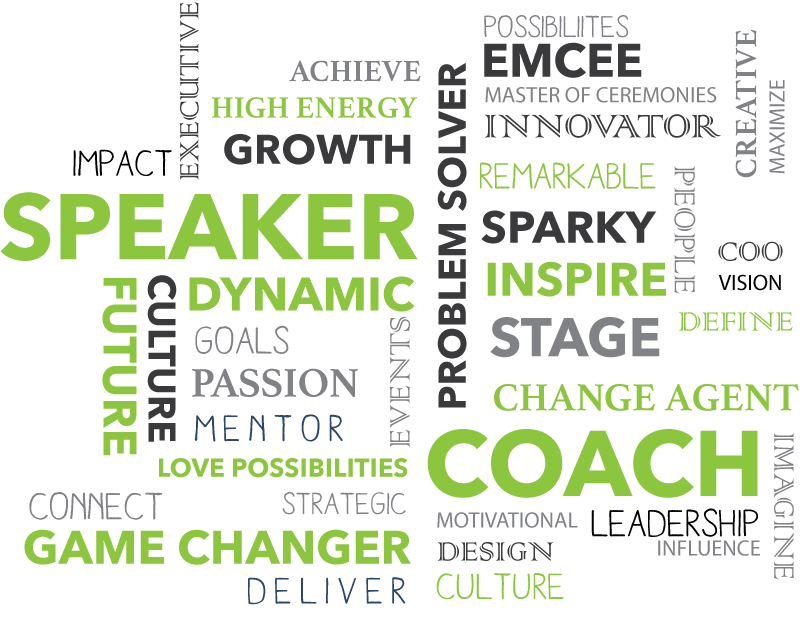 EXECUTIVE
ACHIEVE
HIGH ENERGY
GROWTH
IMPACT
SPEAKER
FUTURE
CULTURE
DYNAMIC
GOALS
PASSION
MENTOR
EVENTS
LOVE POSSIBILITIES
CONNECT
STRATEGIC
GAME CHANGER
DELIVER
PROBLEM SOLVER
POSSIBILIITES
EMCEE
MASTER OF CEREMONIES
INNOVATOR
CREATIVE
MAXIMIZE
REMARKABLE
PEOPLE
SPARKY
COO
VISION
INSPIRE
DEFINE
STAGE
CHANGE AGENT
COACH
IMAGINE
MOTIVATIONAL
LEADERSHIP
INFLUENCE
DESIGN
CULTURE